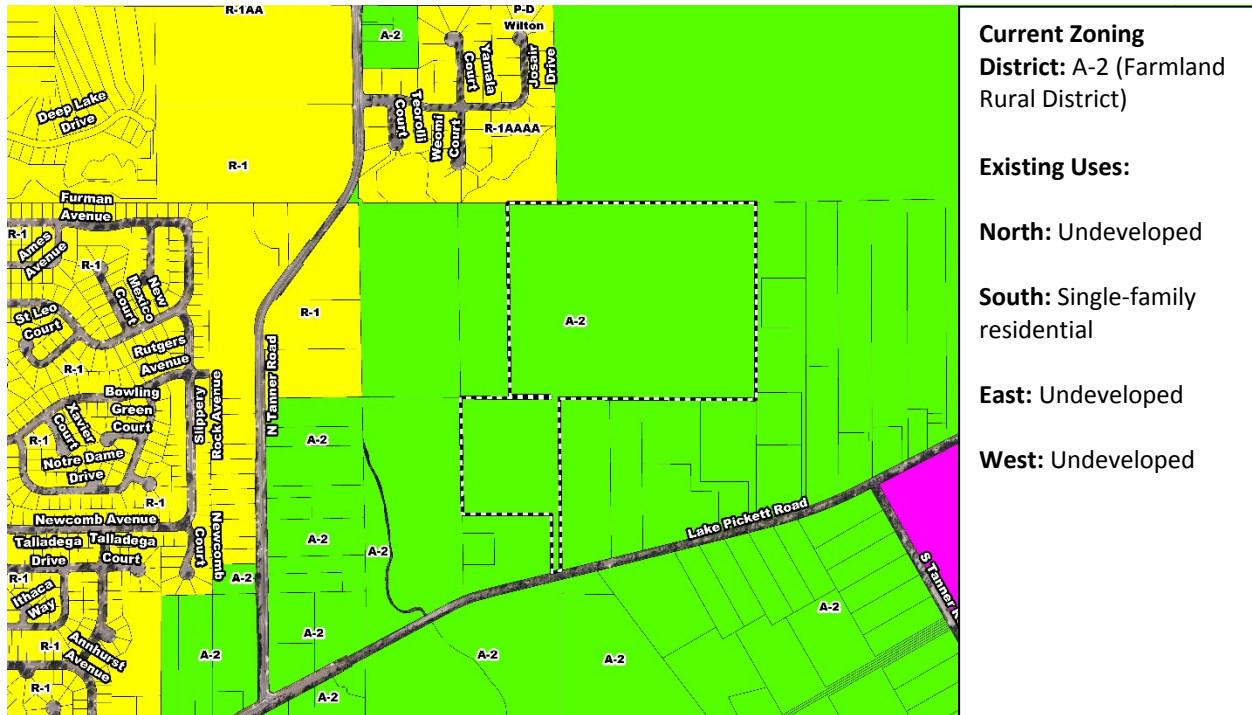 R-1AA
A-2
P-D
Wilton
Yamala
Court
Josair
Drive
Teorolli
Court
Weomi
Court
R-1AAAA
Deep Lake
Drive
R-1
Furman
Avenue
R-1
Ames
Avenue
R-1
New
Mexico
Court
St Leo
Court
R-1
Rutgers
Avenue
R-1
A-2
N Tanner Road
Bowling
Green
Court
Slippery
Rock Avenue
Xavier
Court
R-1
Notre Dame
Drive
R-1
A-2
Newcomb Avenue
Newcomb
Court
Talladega
Drive
Talladega
Court
A-2
A-2
A-2
Lake Pickett Road
R-1
Ithaca
Way
R-1
Annhurst
Avenue
R-1
A-2
A-2
A-2
A-2
A-2
A-2
Current Zoning
District: A-2 (Farmland
Rural District)
Existing Uses:
North: Undeveloped
South: Single-family
residential
East: Undeveloped
West: Undeveloped